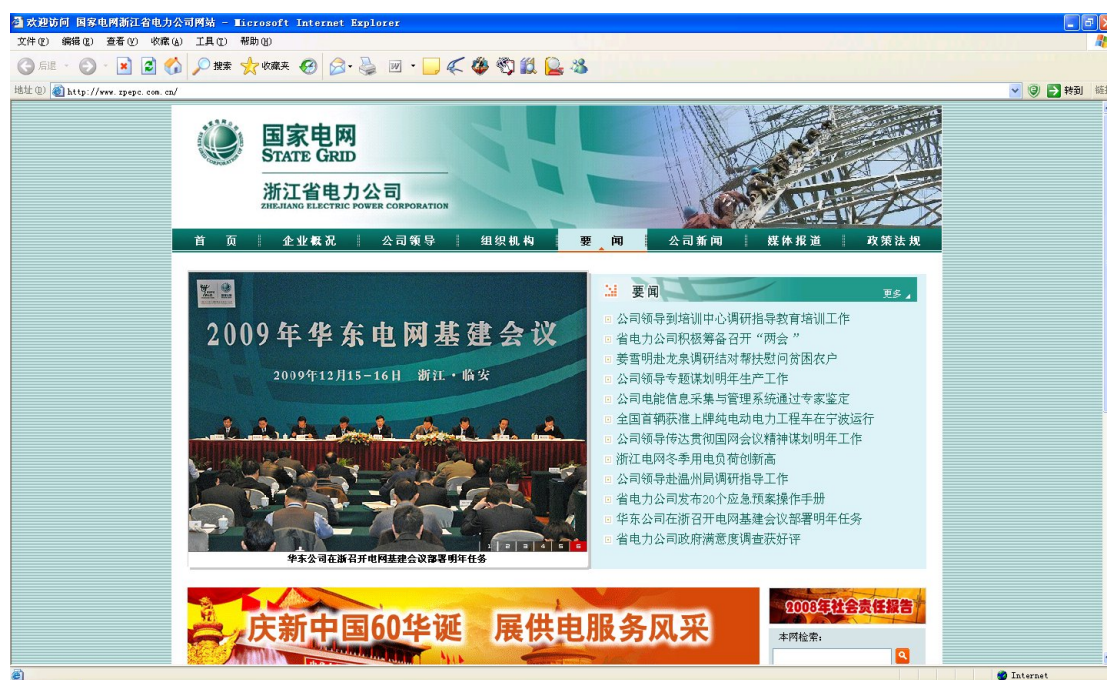 欢迎访问 国家电网浙江省电力公司网站 - Microsoft Internet Explorer
文件(F) 编辑(E) 查看(V) 收藏(A) 工具(T) 帮助(H)
后退 搜索 收藏夹
地址(D) http://www.zpepc.com.cn/ 转到 链接
国家电网
STATE GRID
浙江省电力公司
ZHEJIANG ELECTRIC POWER CORPORATION
首 页 企业概况 公司领导 组织机构 要 闻 公司新闻 媒体报道 政策法规
2009年华东电网基建会议
2009年12月15-16日 浙江·临安
1 2 3 4 5 6
华东公司在浙召开电网基建会议部署明年任务
要闻 更多
公司领导到培训中心调研指导教育培训工作
省电力公司积极筹备召开“两会”
姜雪明赴龙泉调研结对帮扶慰问贫困农户
公司领导专题谋划明年生产工作
公司电能信息采集与管理系统通过专家鉴定
全国首辆获准上牌纯电动电力工程车在宁波运行
公司领导传达贯彻国网会议精神谋划明年工作
浙江电网冬季用电负荷创新高
公司领导赴温州局调研指导工作
省电力公司发布20个应急预案操作手册
华东公司在浙召开电网基建会议部署明年任务
省电力公司政府满意度调查获好评
庆新中国60华诞 展供电服务风采
2008年社会责任报告
本网检索:
Internet